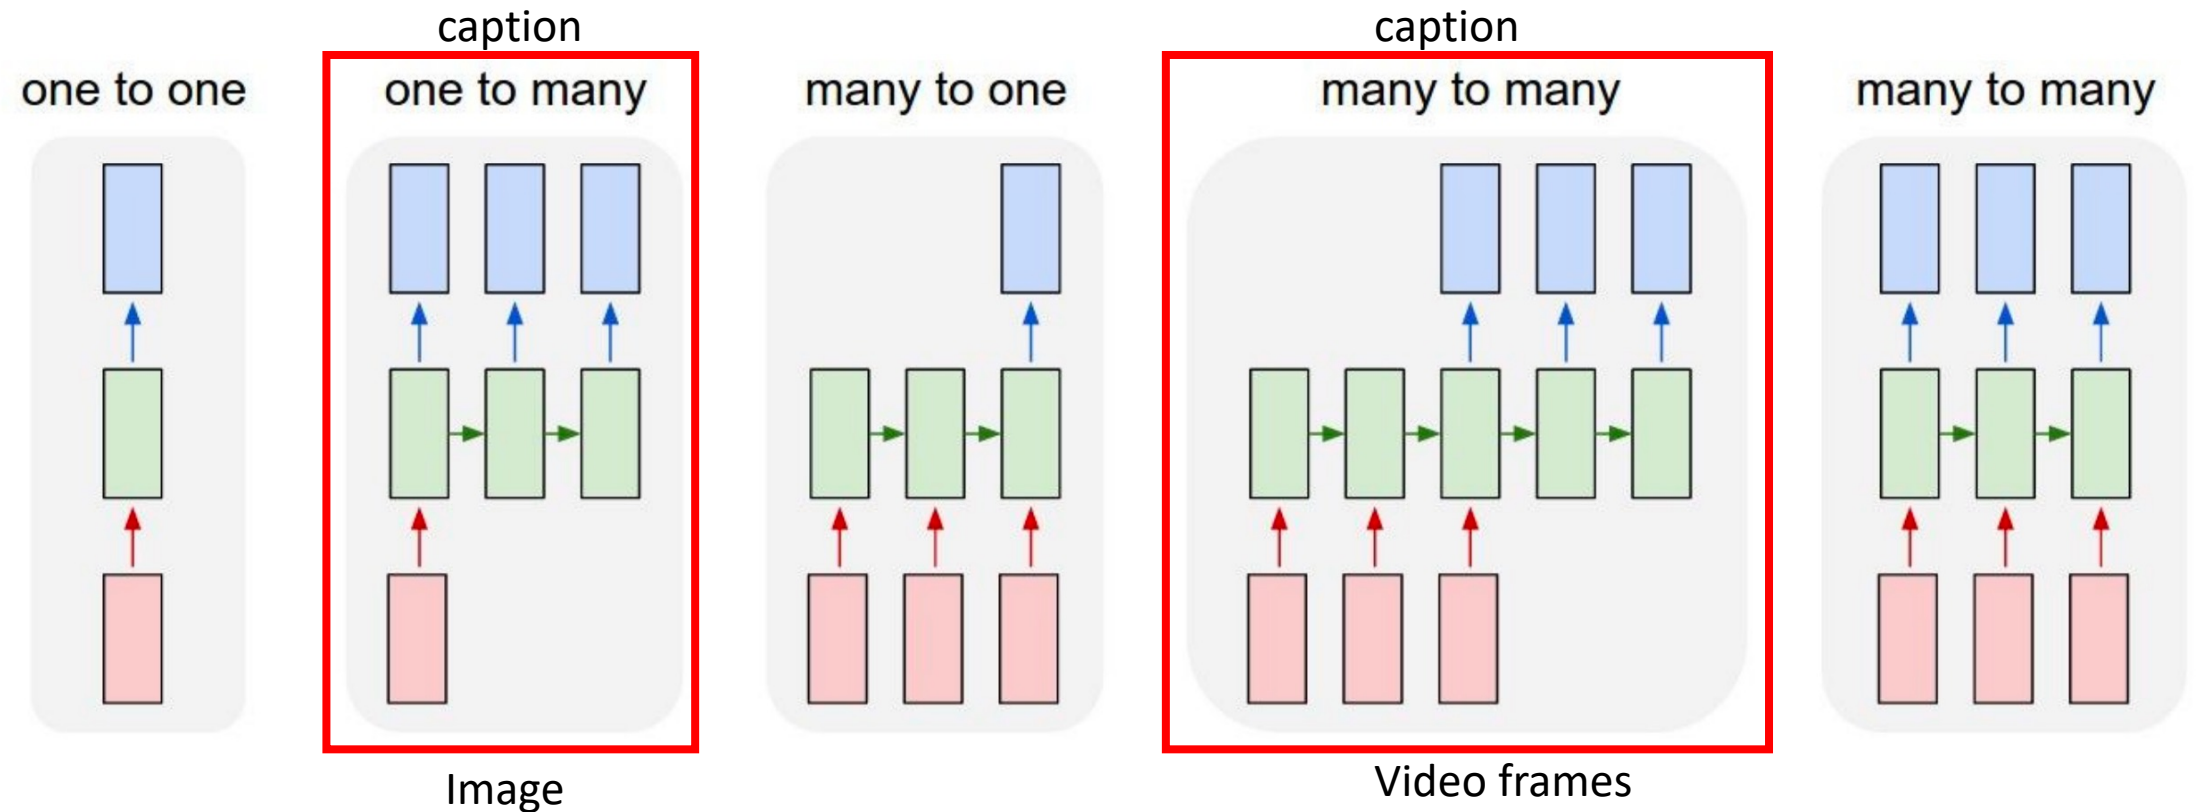 caption
caption
one to one
one to many
many to one
many to many
many to many
Image
Video frames